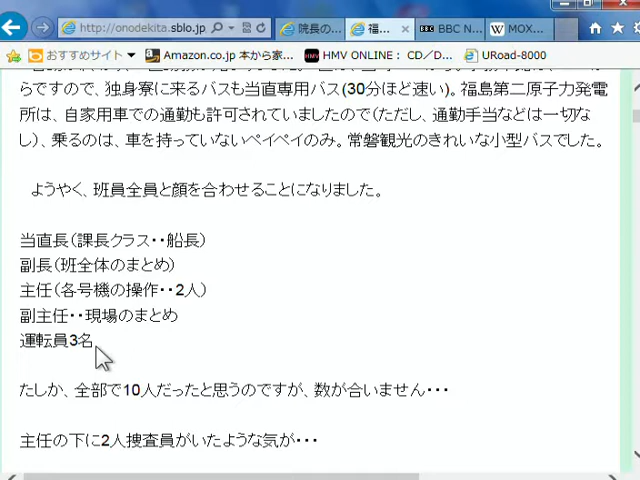 http://onodekita.sblo.jp
院長の...
福...
BBC N...
MOX...
おすすめサイト
Amazon.co.jp 本から家...
HMV ONLINE： CD／D...
URoad-8000
らですので、独身寮に来るバスも当直専用バス(30分ほど速い)。福島第二原子力発電
所は、自家用車での通勤も許可されていましたので(ただし、通勤手当などは一切な
し)、乗るのは、車を持っていないペイペイのみ。常磐観光のきれいな小型バスでした。
ようやく、班員全員と顔を合わせることになりました。
当直長(課長クラス・・船長)
副長(班全体のまとめ)
主任(各号機の操作・・2人)
副主任・・現場のまとめ
運転員3名
たしか、全部で10人だったと思うのですが、数が合いません・・・
主任の下に2人捜査員がいたような気が・・・